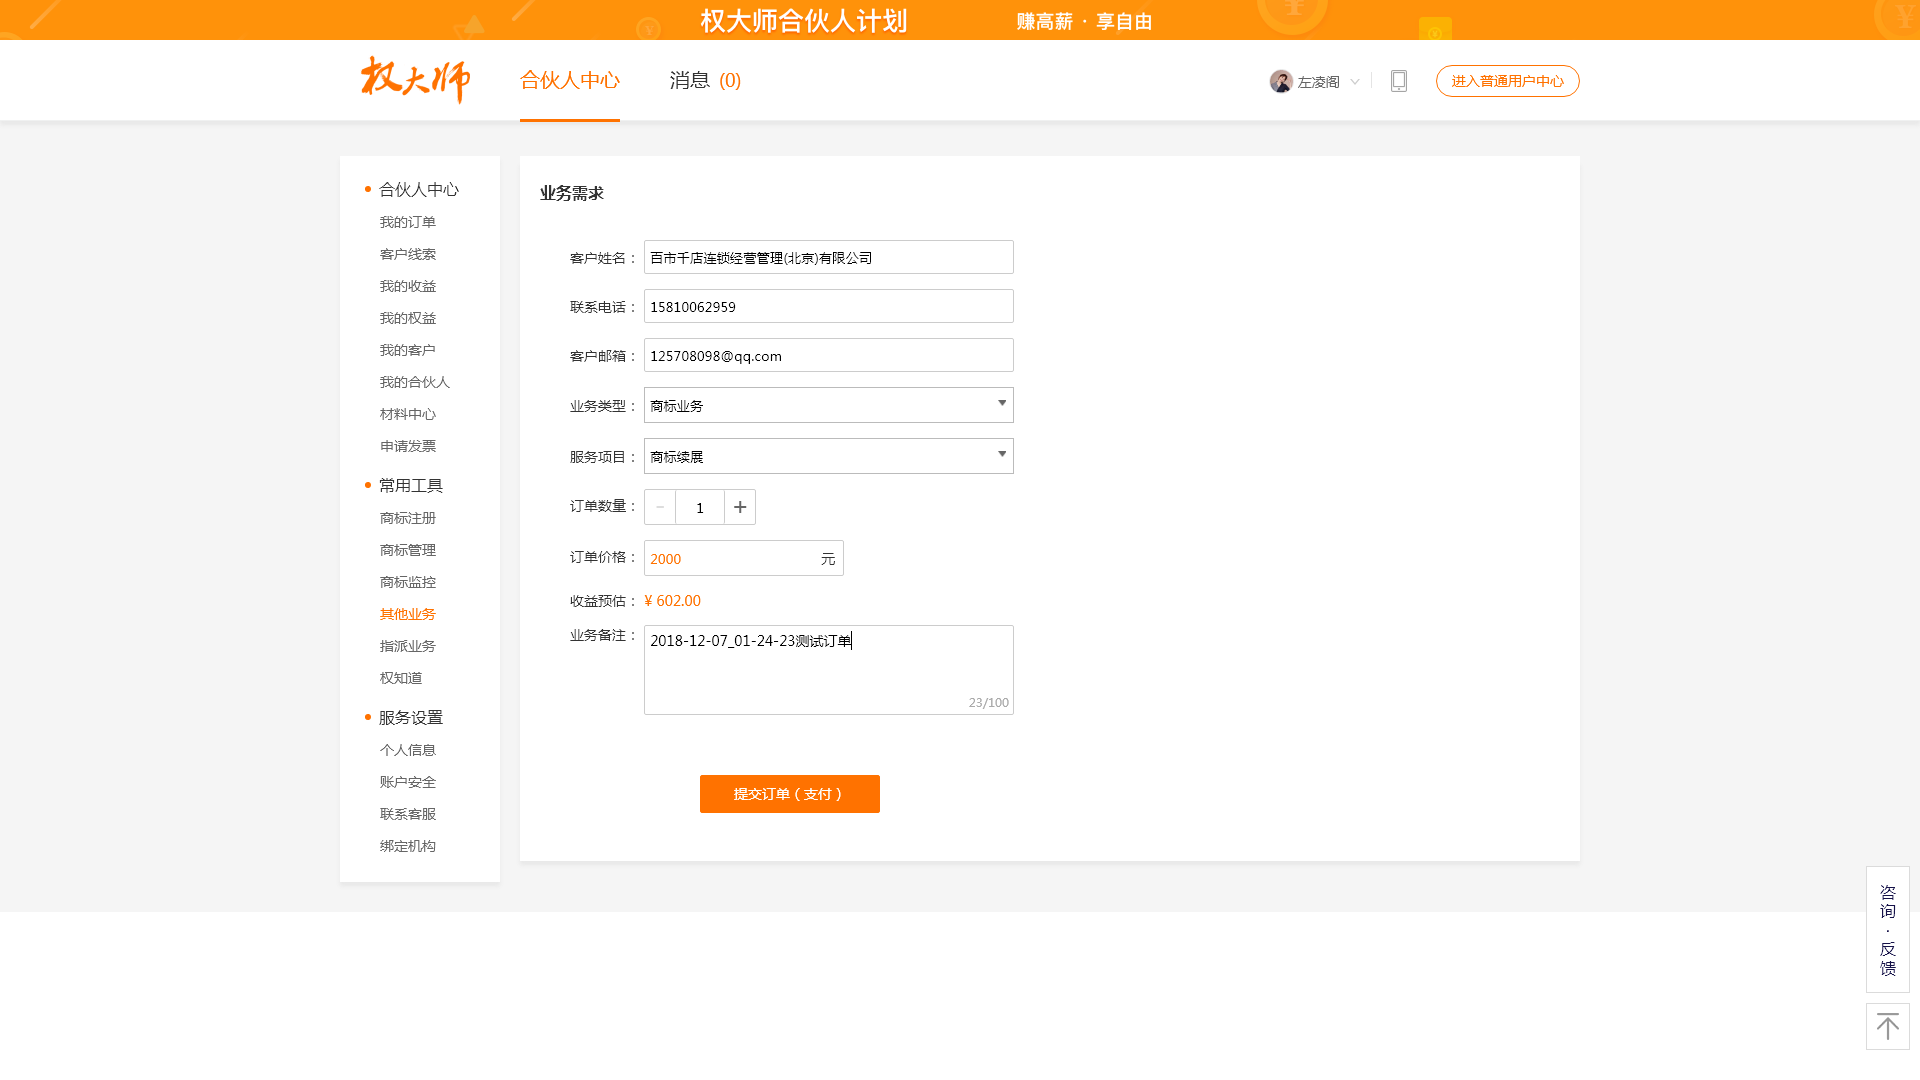 权大师合伙人计划 赚高薪 · 享自由
权大师 合伙人中心 消息 (0) 左凌阁 进入普通用户中心
合伙人中心
我的订单
客户线索
我的收益
我的权益
我的客户
我的合伙人
材料中心
申请发票
常用工具
商标注册
商标管理
商标监控
其他业务
指派业务
权知道
服务设置
个人信息
账户安全
联系客服
绑定机构
业务需求
客户姓名： 百市千店连锁经营管理(北京)有限公司
联系电话： 15810062959
客户邮箱： 125708098@qq.com
业务类型： 商标业务
服务项目： 商标续展
订单数量： － 1 +
订单价格： 2000 元
收益预估： ¥ 602.00
业务备注： 2018-12-07_01-24-23测试订单
23/100
提交订单（支付）
咨询·反馈